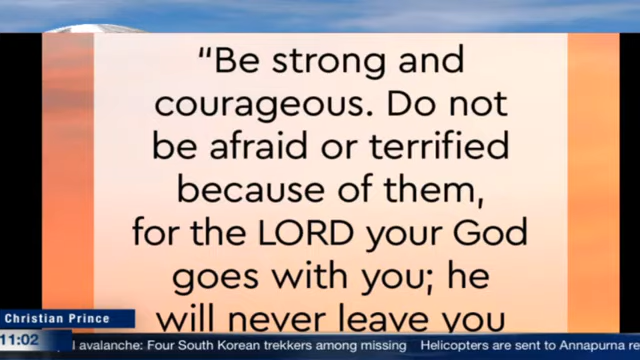 “Be strong and
courageous. Do not
be afraid or terrified
because of them,
for the LORD your God
goes with you; he
will never leave you
Christian Prince
11:02
avalanche: Four South Korean trekkers among missing Helicopters are sent to Annapurna re